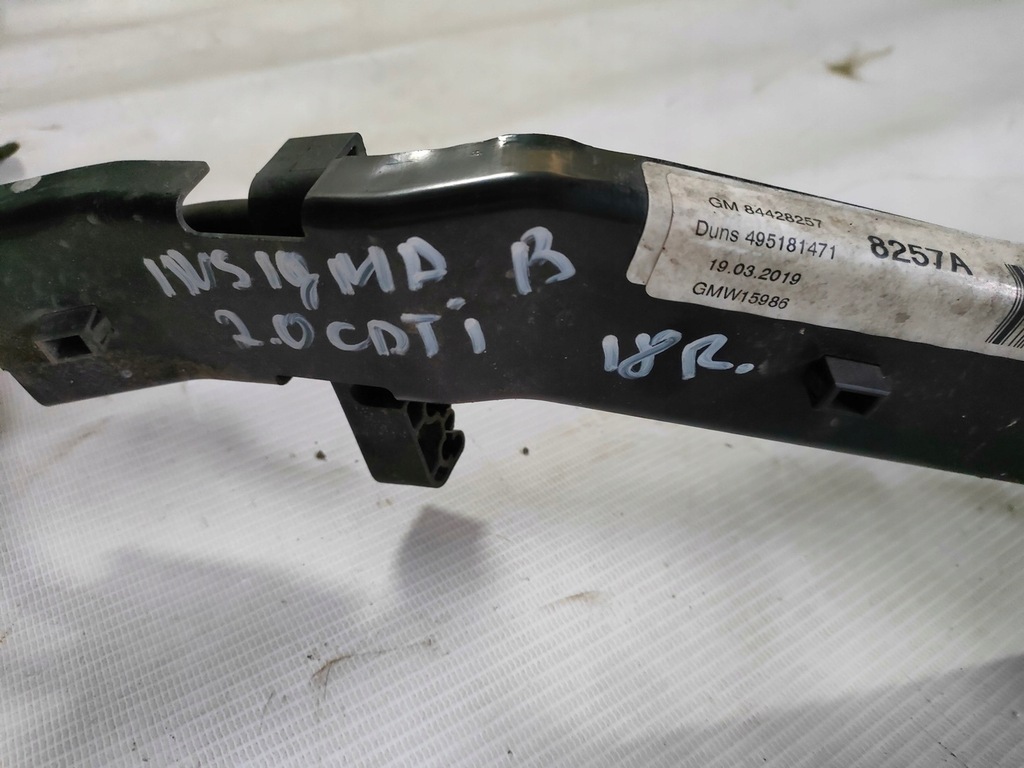 INSIgMA B
2.0 CDTi
18R.
GM 84428257
Duns 495181471
8257A
19.03.2019
GMW15986